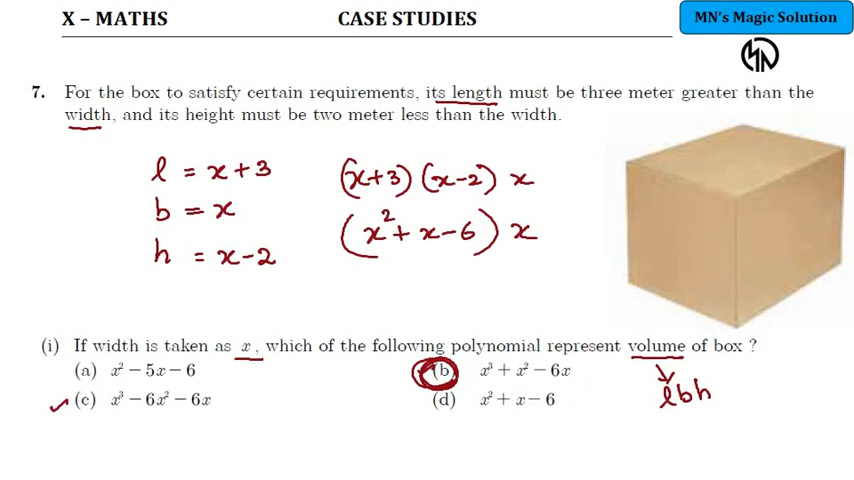 X – MATHS CASE STUDIES MN's Magic Solution
7. For the box to satisfy certain requirements, its length must be three meter greater than the
width, and its height must be two meter less than the width.
l = x + 3 (x+3) (x-2) x
b = x (x² + x - 6) x
h = x - 2
(i) If width is taken as x, which of the following polynomial represent volume of box ?
(a) x² − 5x − 6 (b) x³ + x² − 6x
(c) x³ − 6x² − 6x (d) x² + x − 6
lbh